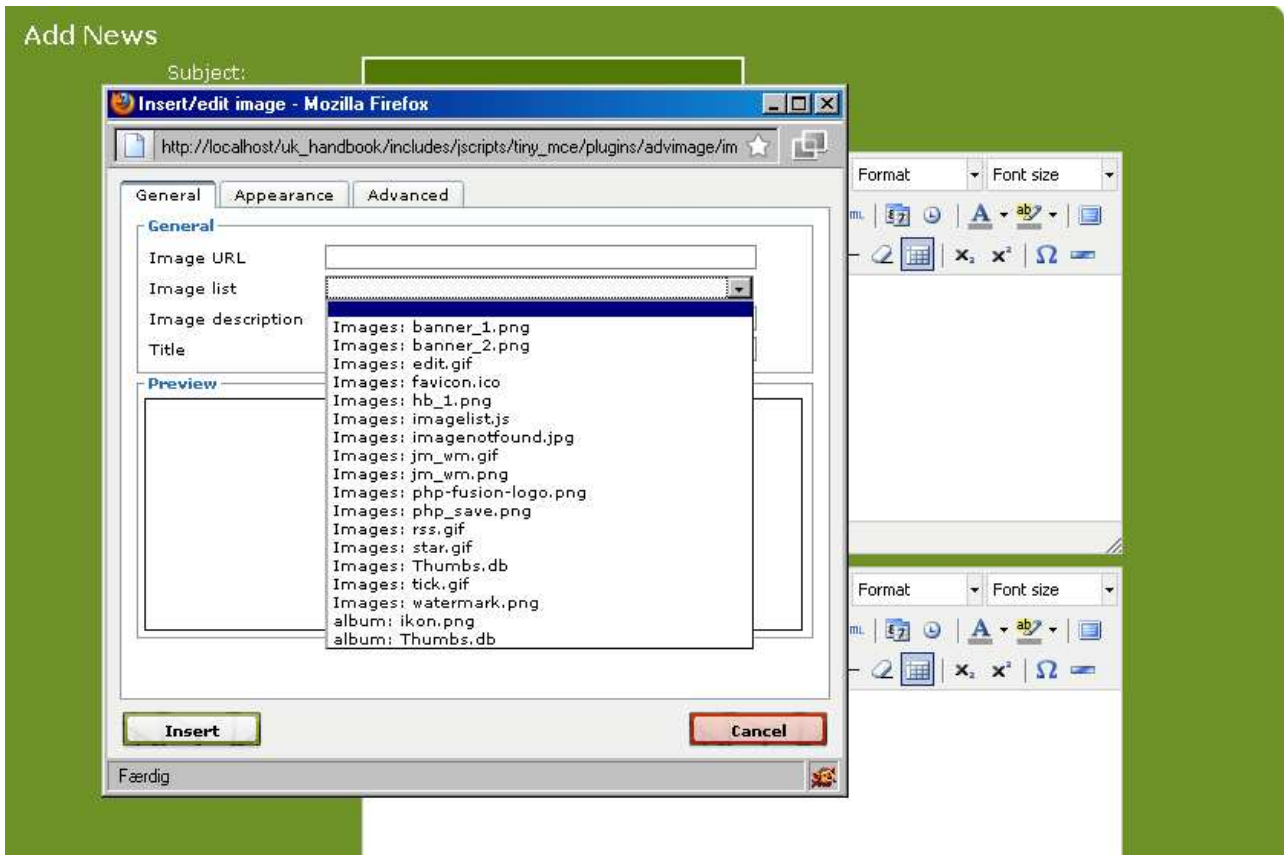 Add News
Subject:
Insert/edit image - Mozilla Firefox
http://localhost/uk_handbook/includes/jscripts/tiny_mce/plugins/advimage/im
General Appearance Advanced
General
Image URL
Image list
Image description
Title
Preview
Images: banner_1.png
Images: banner_2.png
Images: edit.gif
Images: favicon.ico
Images: hb_1.png
Images: imagelist.js
Images: imagenotfound.jpg
Images: jm_wm.gif
Images: jm_wm.png
Images: php-fusion-logo.png
Images: php_save.png
Images: rss.gif
Images: star.gif
Images: Thumbs.db
Images: tick.gif
Images: watermark.png
album: ikon.png
album: Thumbs.db
Insert Cancel
Færdig
Format Font size
Format Font size